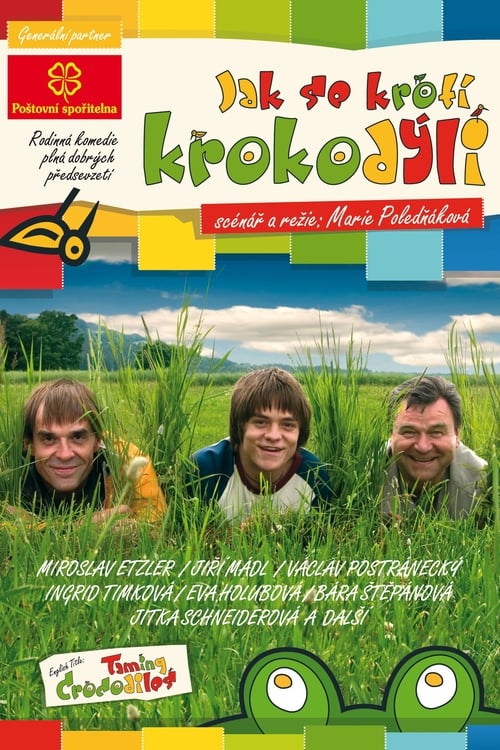 Generální partner
Poštovní spořitelna
Rodinná komedie
plná dobrých
předsevzetí
Jak se krotí
krokodýli
scénář a režie: Marie Poledňáková
MIROSLAV ETZLER / JIŘÍ MÁDL / VÁCLAV POSTRÁNECKÝ
INGRID TIMKOVÁ / EVA HOLUBOVÁ / BÁRA ŠTĚPÁNOVÁ
JITKA SCHNEIDEROVÁ A DALŠÍ
English Title:
Taming
Crocodiles